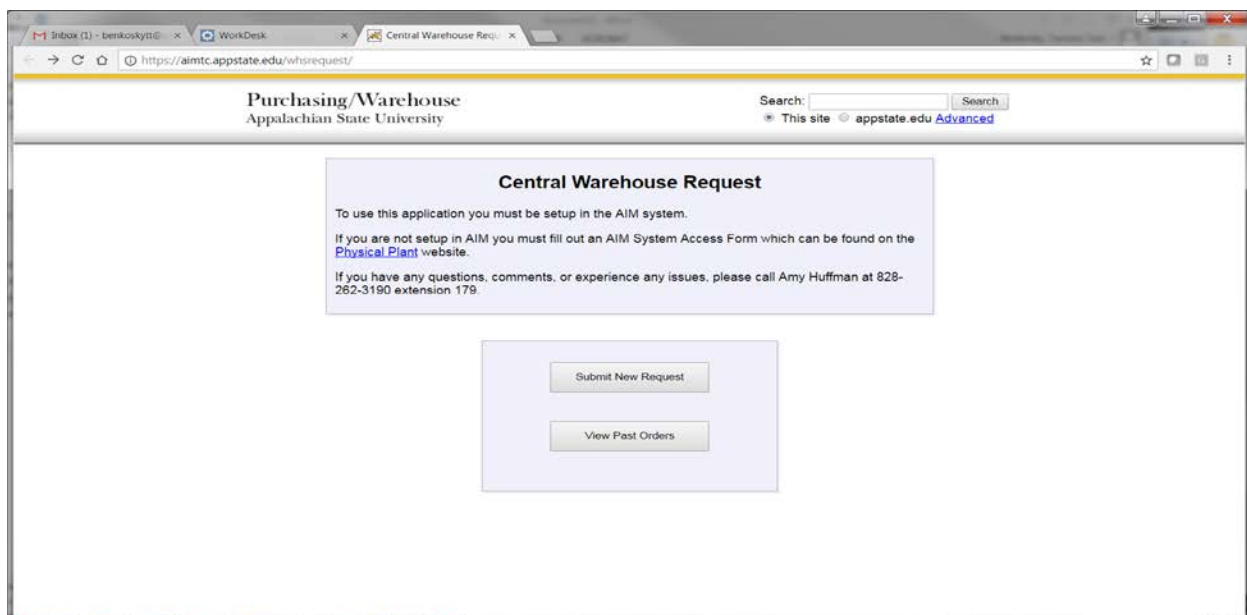 Inbox (1) - benkoskytt@
WorkDesk
Central Warehouse Requ
https://aimtc.appstate.edu/whsrequest/
Purchasing/Warehouse
Appalachian State University
Search:
Search
This site appstate.edu Advanced
Central Warehouse Request
To use this application you must be setup in the AIM system.
If you are not setup in AIM you must fill out an AIM System Access Form which can be found on the
Physical Plant website.
If you have any questions, comments, or experience any issues, please call Amy Huffman at 828-
262-3190 extension 179.
Submit New Request
View Past Orders